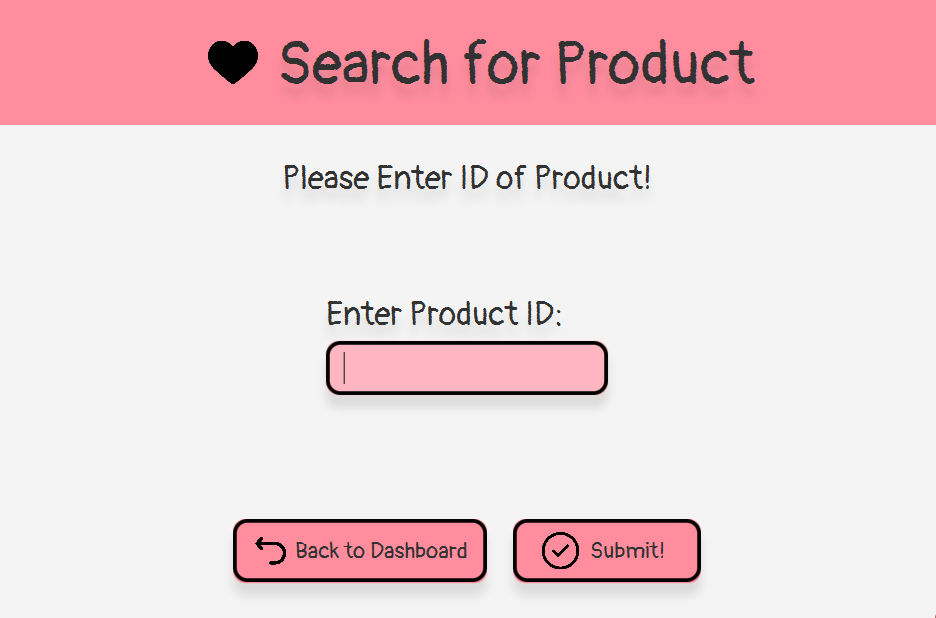 Search for Product
Please Enter ID of Product!
Enter Product ID:
Back to Dashboard
Submit!